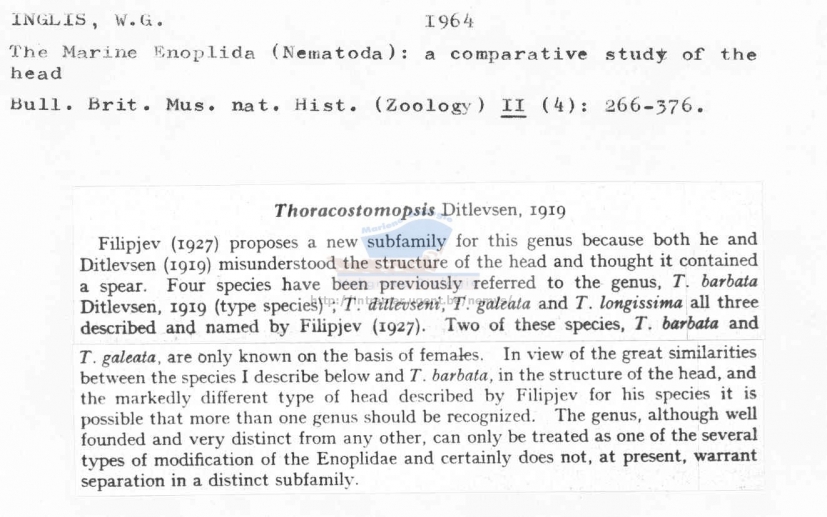 INGLIS, W.G. 1964
The Marine Enoplida (Nematoda): a comparative study of the
head
Bull. Brit. Mus. nat. Hist. (Zoology) II (4): 266-376.
Thoracostomopsis Ditlevsen, 1919
Filipjev (1927) proposes a new subfamily for this genus because both he and
Ditlevsen (1919) misunderstood the structure of the head and thought it contained
a spear. Four species have been previously referred to the genus, T. barbata
Ditlevsen, 1919 (type species); T. ditlevseni, T. galeata and T. longissima all three
described and named by Filipjev (1927). Two of these species, T. barbata and
T. galeata, are only known on the basis of females. In view of the great similarities
between the species I describe below and T. barbata, in the structure of the head, and
the markedly different type of head described by Filipjev for his species it is
possible that more than one genus should be recognized. The genus, although well
founded and very distinct from any other, can only be treated as one of the several
types of modification of the Enoplidae and certainly does not, at present, warrant
separation in a distinct subfamily.